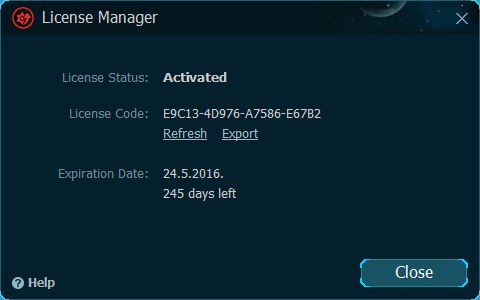 License Manager
License Status: Activated
License Code: E9C13-4D976-A7586-E67B2
Refresh Export
Expiration Date: 24.5.2016.
245 days left
Close
Help